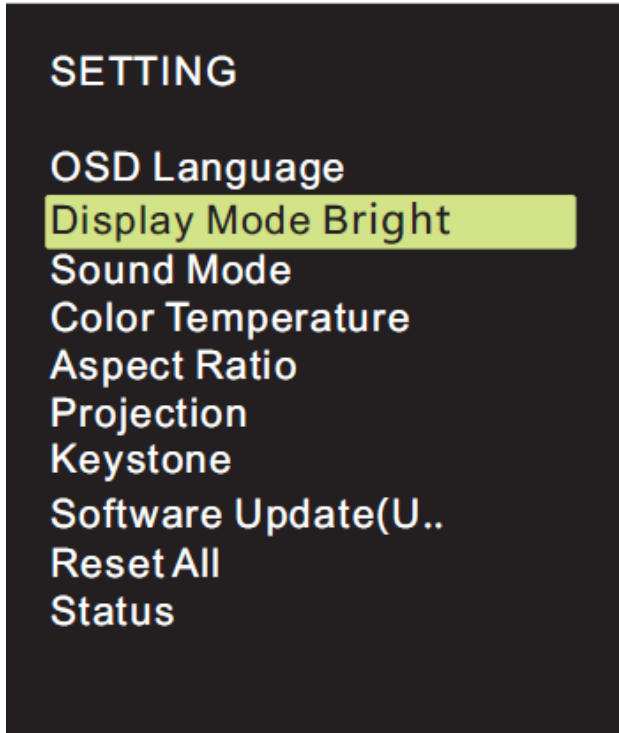 SETTING
OSD Language
Display Mode Bright
Sound Mode
Color Temperature
Aspect Ratio
Projection
Keystone
Software Update(U..
Reset All
Status